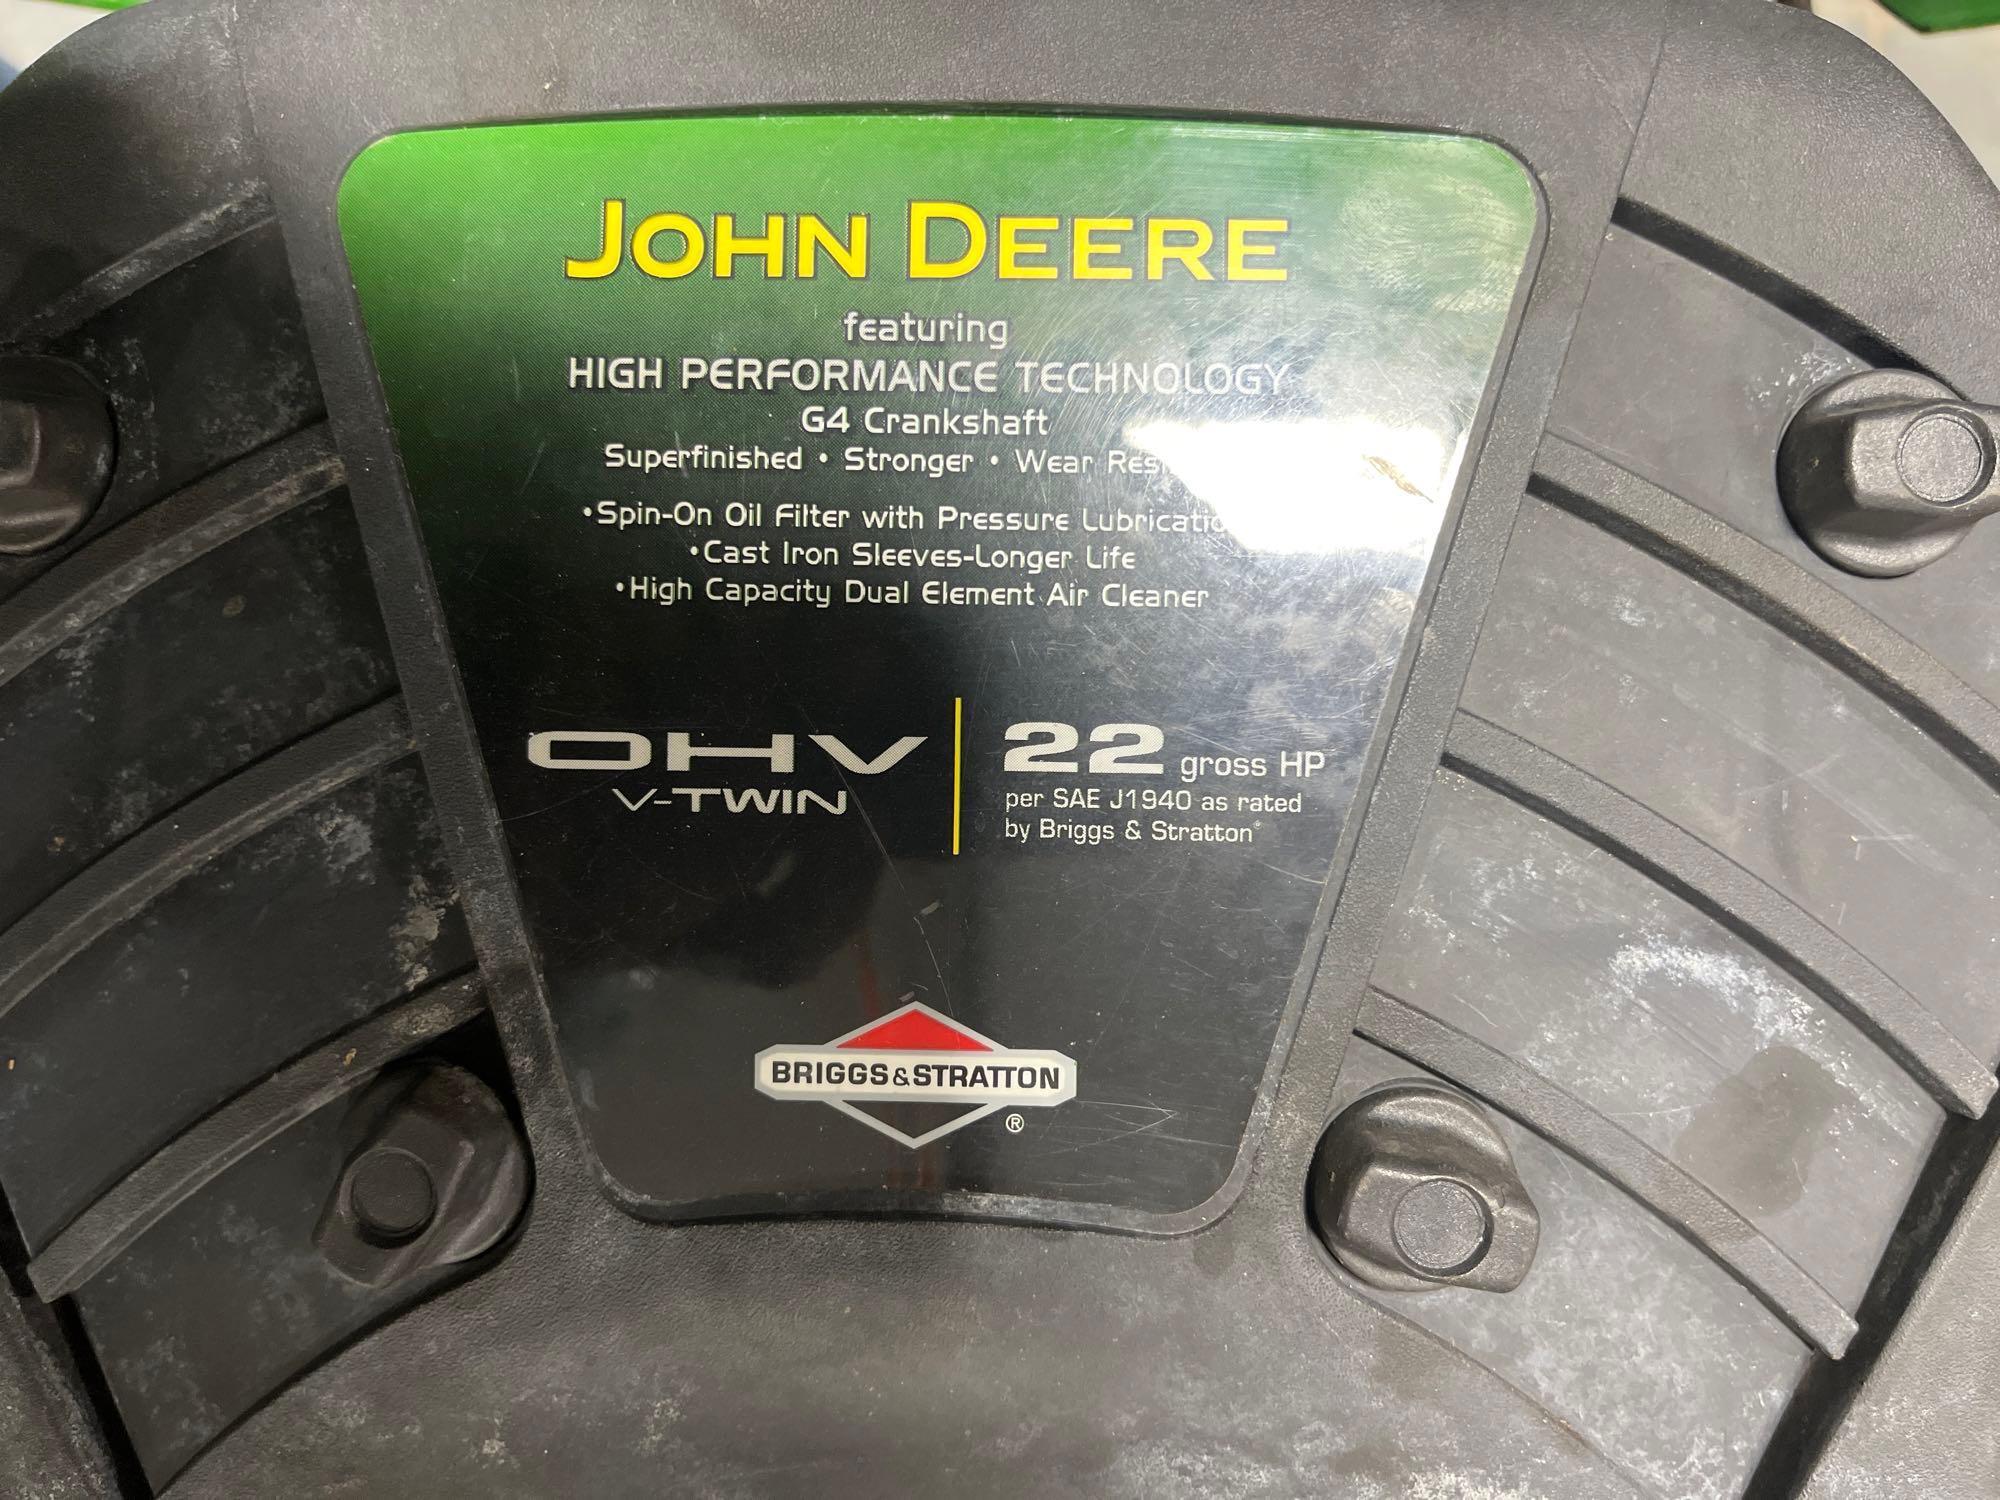 JOHN DEERE
featuring
HIGH PERFORMANCE TECHNOLOGY
G4 Crankshaft
Superfinished • Stronger • Wear
•Spin-On Oil Filter with Pressure
•Cast Iron Sleeves-Longer Life
•High Capacity Dual Element Air Cleaner
OHV
V-TWIN
22 gross HP
per SAE J1940 as rated
by Briggs & Stratton®
BRIGGS&STRATTON
®